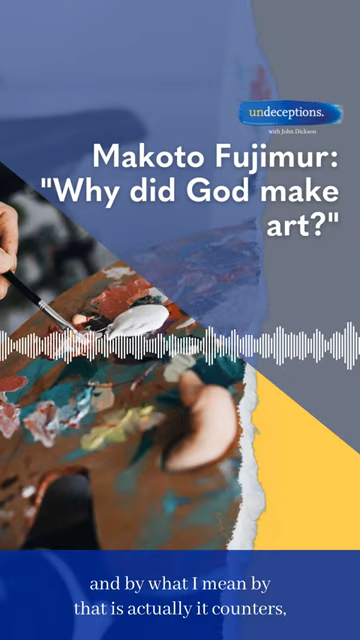 undeceptions.
with John Dickson
Makoto Fujimur:
"Why did God make
art?"
and by what I mean by
that is actually it counters,